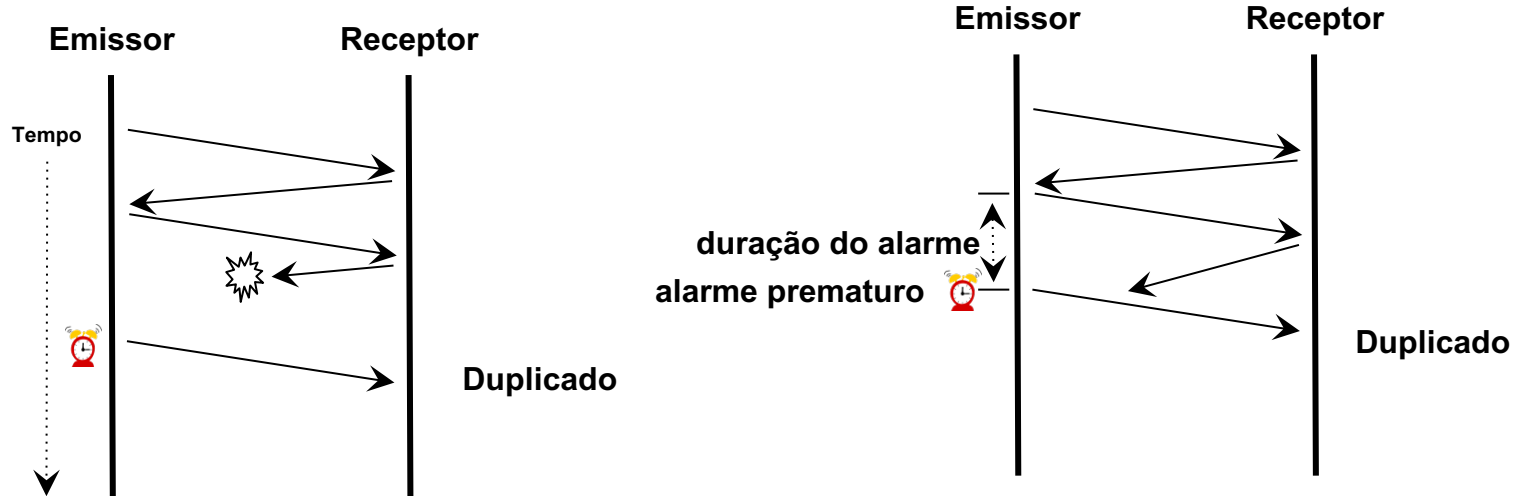 Emissor
Receptor
Tempo
Duplicado
Emissor
Receptor
duração do alarme
alarme prematuro
Duplicado